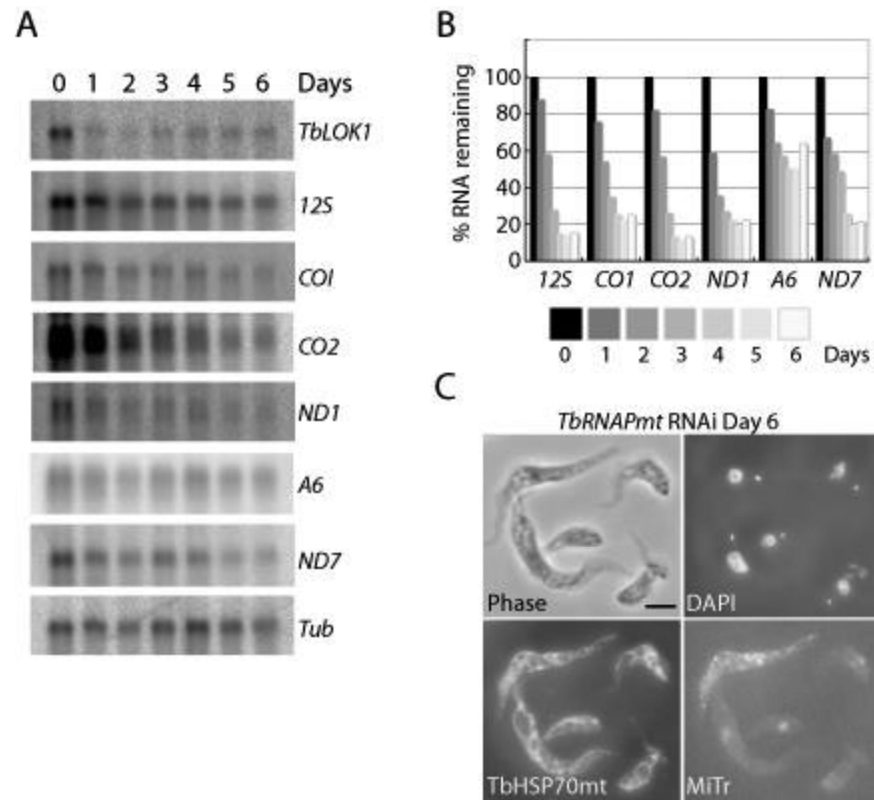 A
0 1 2 3 4 5 6 Days
TbLOK1
12S
COI
CO2
ND1
A6
ND7
Tub
B
% RNA remaining
100
80
60
40
20
0
12S CO1 CO2 ND1 A6 ND7
0 1 2 3 4 5 6 Days
C
TbRNAPmt RNAi Day 6
Phase
DAPI
TbHSP70mt
MiTr